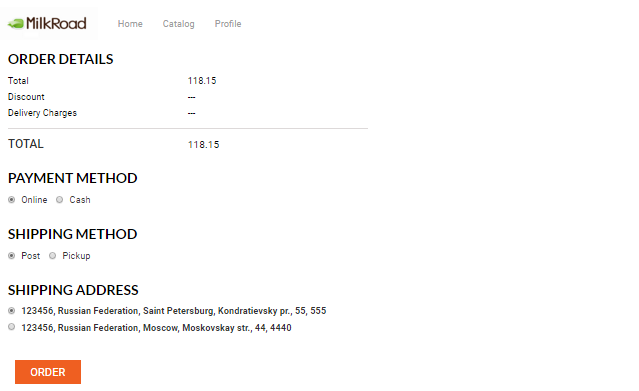 MilkRoad Home Catalog Profile
ORDER DETAILS
Total 118.15
Discount ---
Delivery Charges ---
TOTAL 118.15
PAYMENT METHOD
Online Cash
SHIPPING METHOD
Post Pickup
SHIPPING ADDRESS
123456, Russian Federation, Saint Petersburg, Kondratievsky pr., 55, 555
123456, Russian Federation, Moscow, Moskovskay str., 44, 4440
ORDER